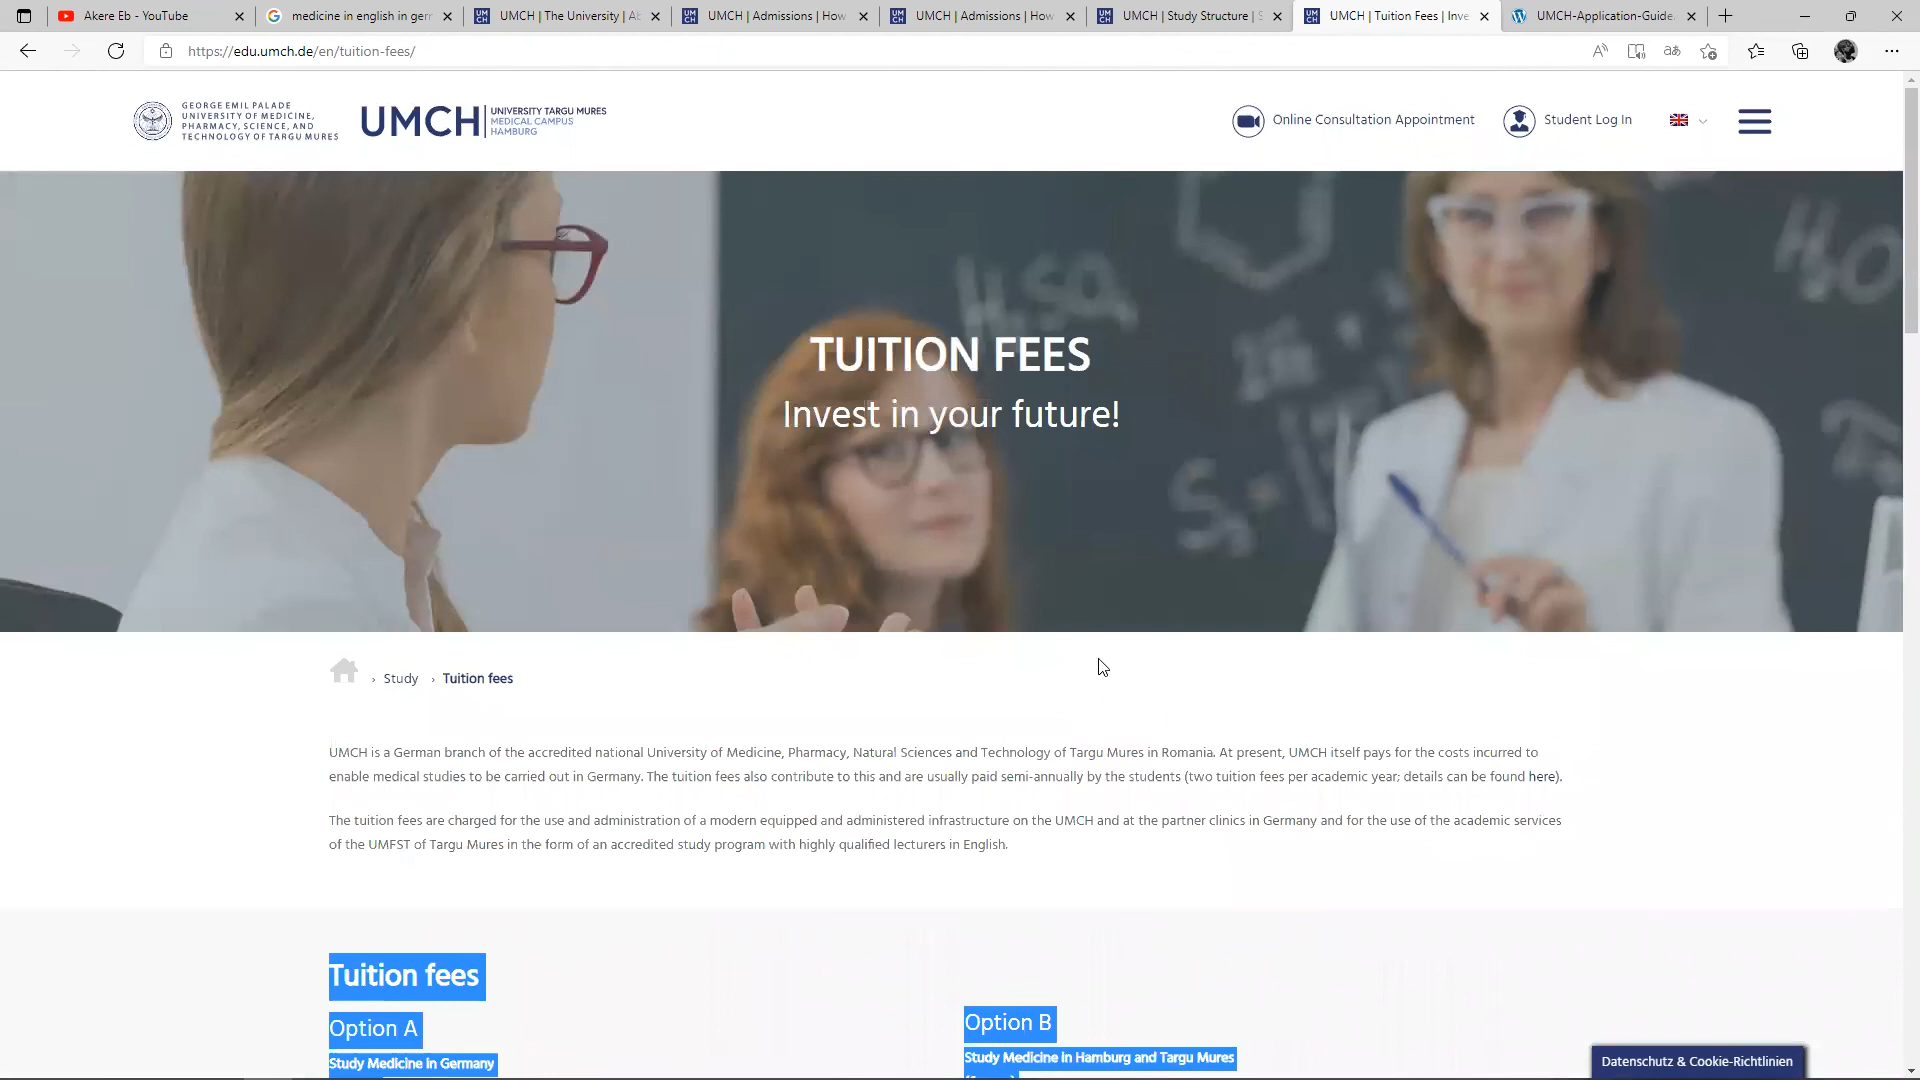 Akere Eb - YouTube
medicine in english in ger
UMCH | The University | Ab
UMCH | Admissions | How
UMCH | Admissions | How
UMCH | Study Structure | S
UMCH | Tuition Fees | Inve
UMCH-Application-Guide.
https://edu.umch.de/en/tuition-fees/
GEORGE EMIL PALADE
UNIVERSITY OF MEDICINE,
PHARMACY, SCIENCE, AND
TECHNOLOGY OF TARGU MURES
UMCH
UNIVERSITY TARGU MURES
MEDICAL CAMPUS
HAMBURG
Online Consultation Appointment
Student Log In
TUITION FEES
Invest in your future!
› Study › Tuition fees
UMCH is a German branch of the accredited national University of Medicine, Pharmacy, Natural Sciences and Technology of Targu Mures in Romania. At present, UMCH itself pays for the costs incurred to
enable medical studies to be carried out in Germany. The tuition fees also contribute to this and are usually paid semi-annually by the students (two tuition fees per academic year; details can be found here).
The tuition fees are charged for the use and administration of a modern equipped and administered infrastructure on the UMCH and at the partner clinics in Germany and for the use of the academic services
of the UMFST of Targu Mures in the form of an accredited study program with highly qualified lecturers in English.
Tuition fees
Option A
Study Medicine in Germany
Option B
Study Medicine in Hamburg and Targu Mures
Datenschutz & Cookie-Richtlinien